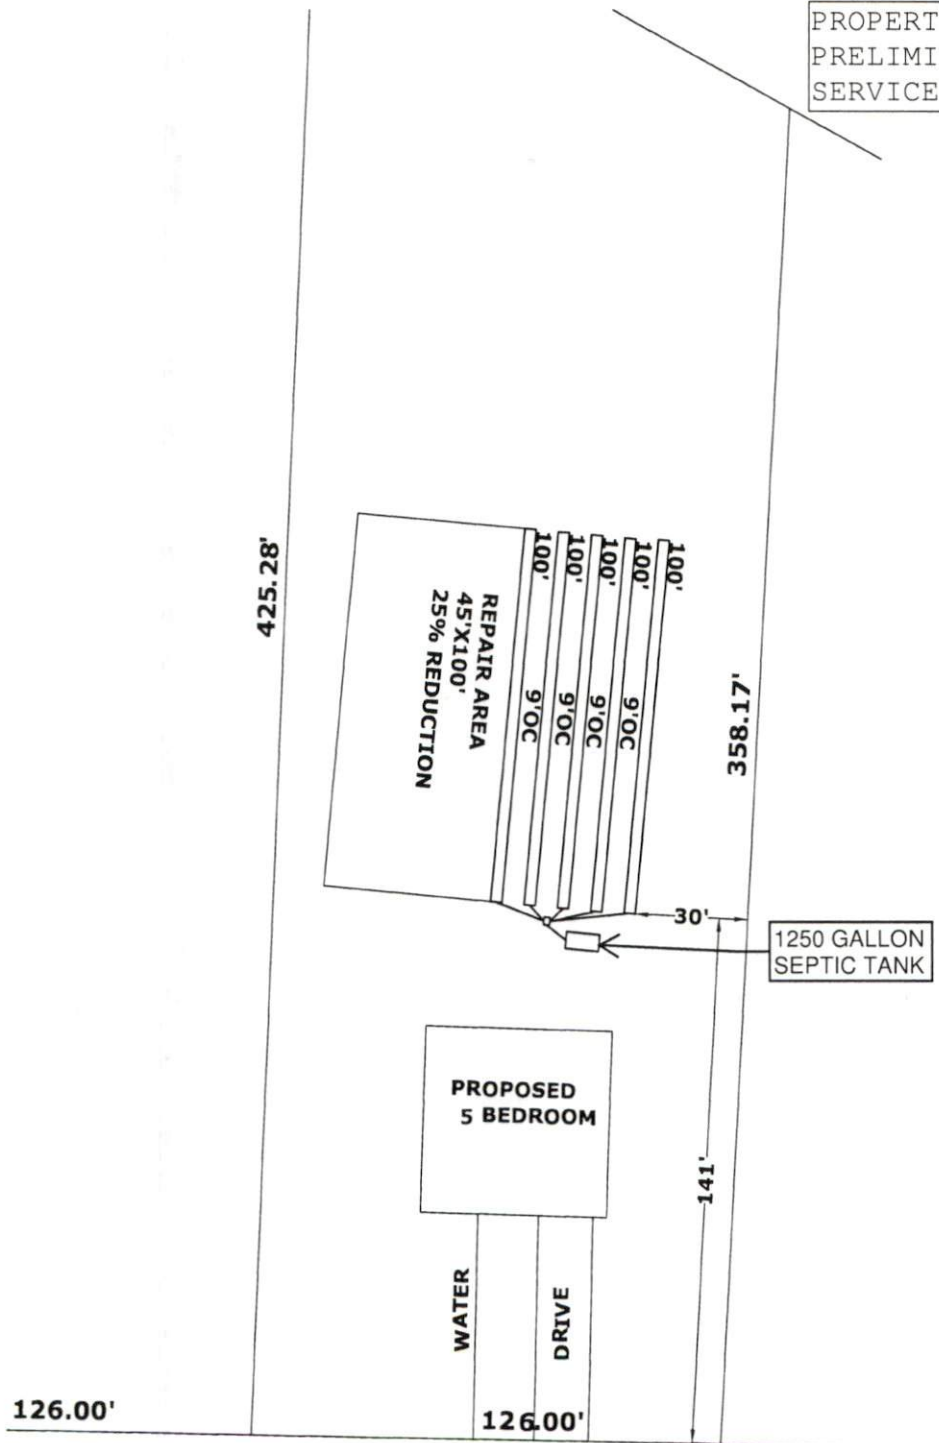 PROPERT
PRELIMI
SERVICE
425.28'
358.17'
100'
100'
100'
100'
100'
REPAIR AREA
45'X100'
25% REDUCTION
9'OC
9'OC
9'OC
9'OC
30'
1250 GALLON
SEPTIC TANK
PROPOSED
5 BEDROOM
141'
WATER
DRIVE
126.00'
126.00'